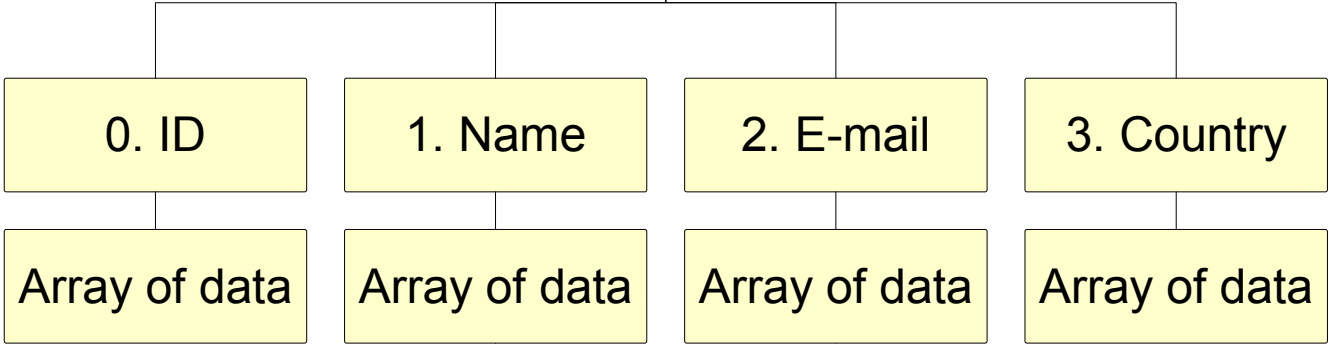 0. ID
1. Name
2. E-mail
3. Country
Array of data
Array of data
Array of data
Array of data